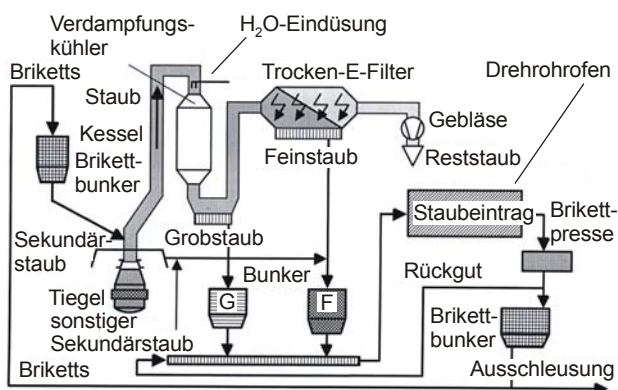 Verdampfungs-
kühler
H₂O-Eindüsung
Briketts
Staub
Trocken-E-Filter
Drehrohrofen
Kessel
Brikett-
bunker
Gebläse
Feinstaub
Reststaub
Staubeintrag
Brikett-
presse
Sekundär-
staub
Grobstaub
Bunker
Rückgut
Tiegel
sonstiger
Sekundärstaub
G
F
Brikett-
bunker
Briketts
Ausschleusung